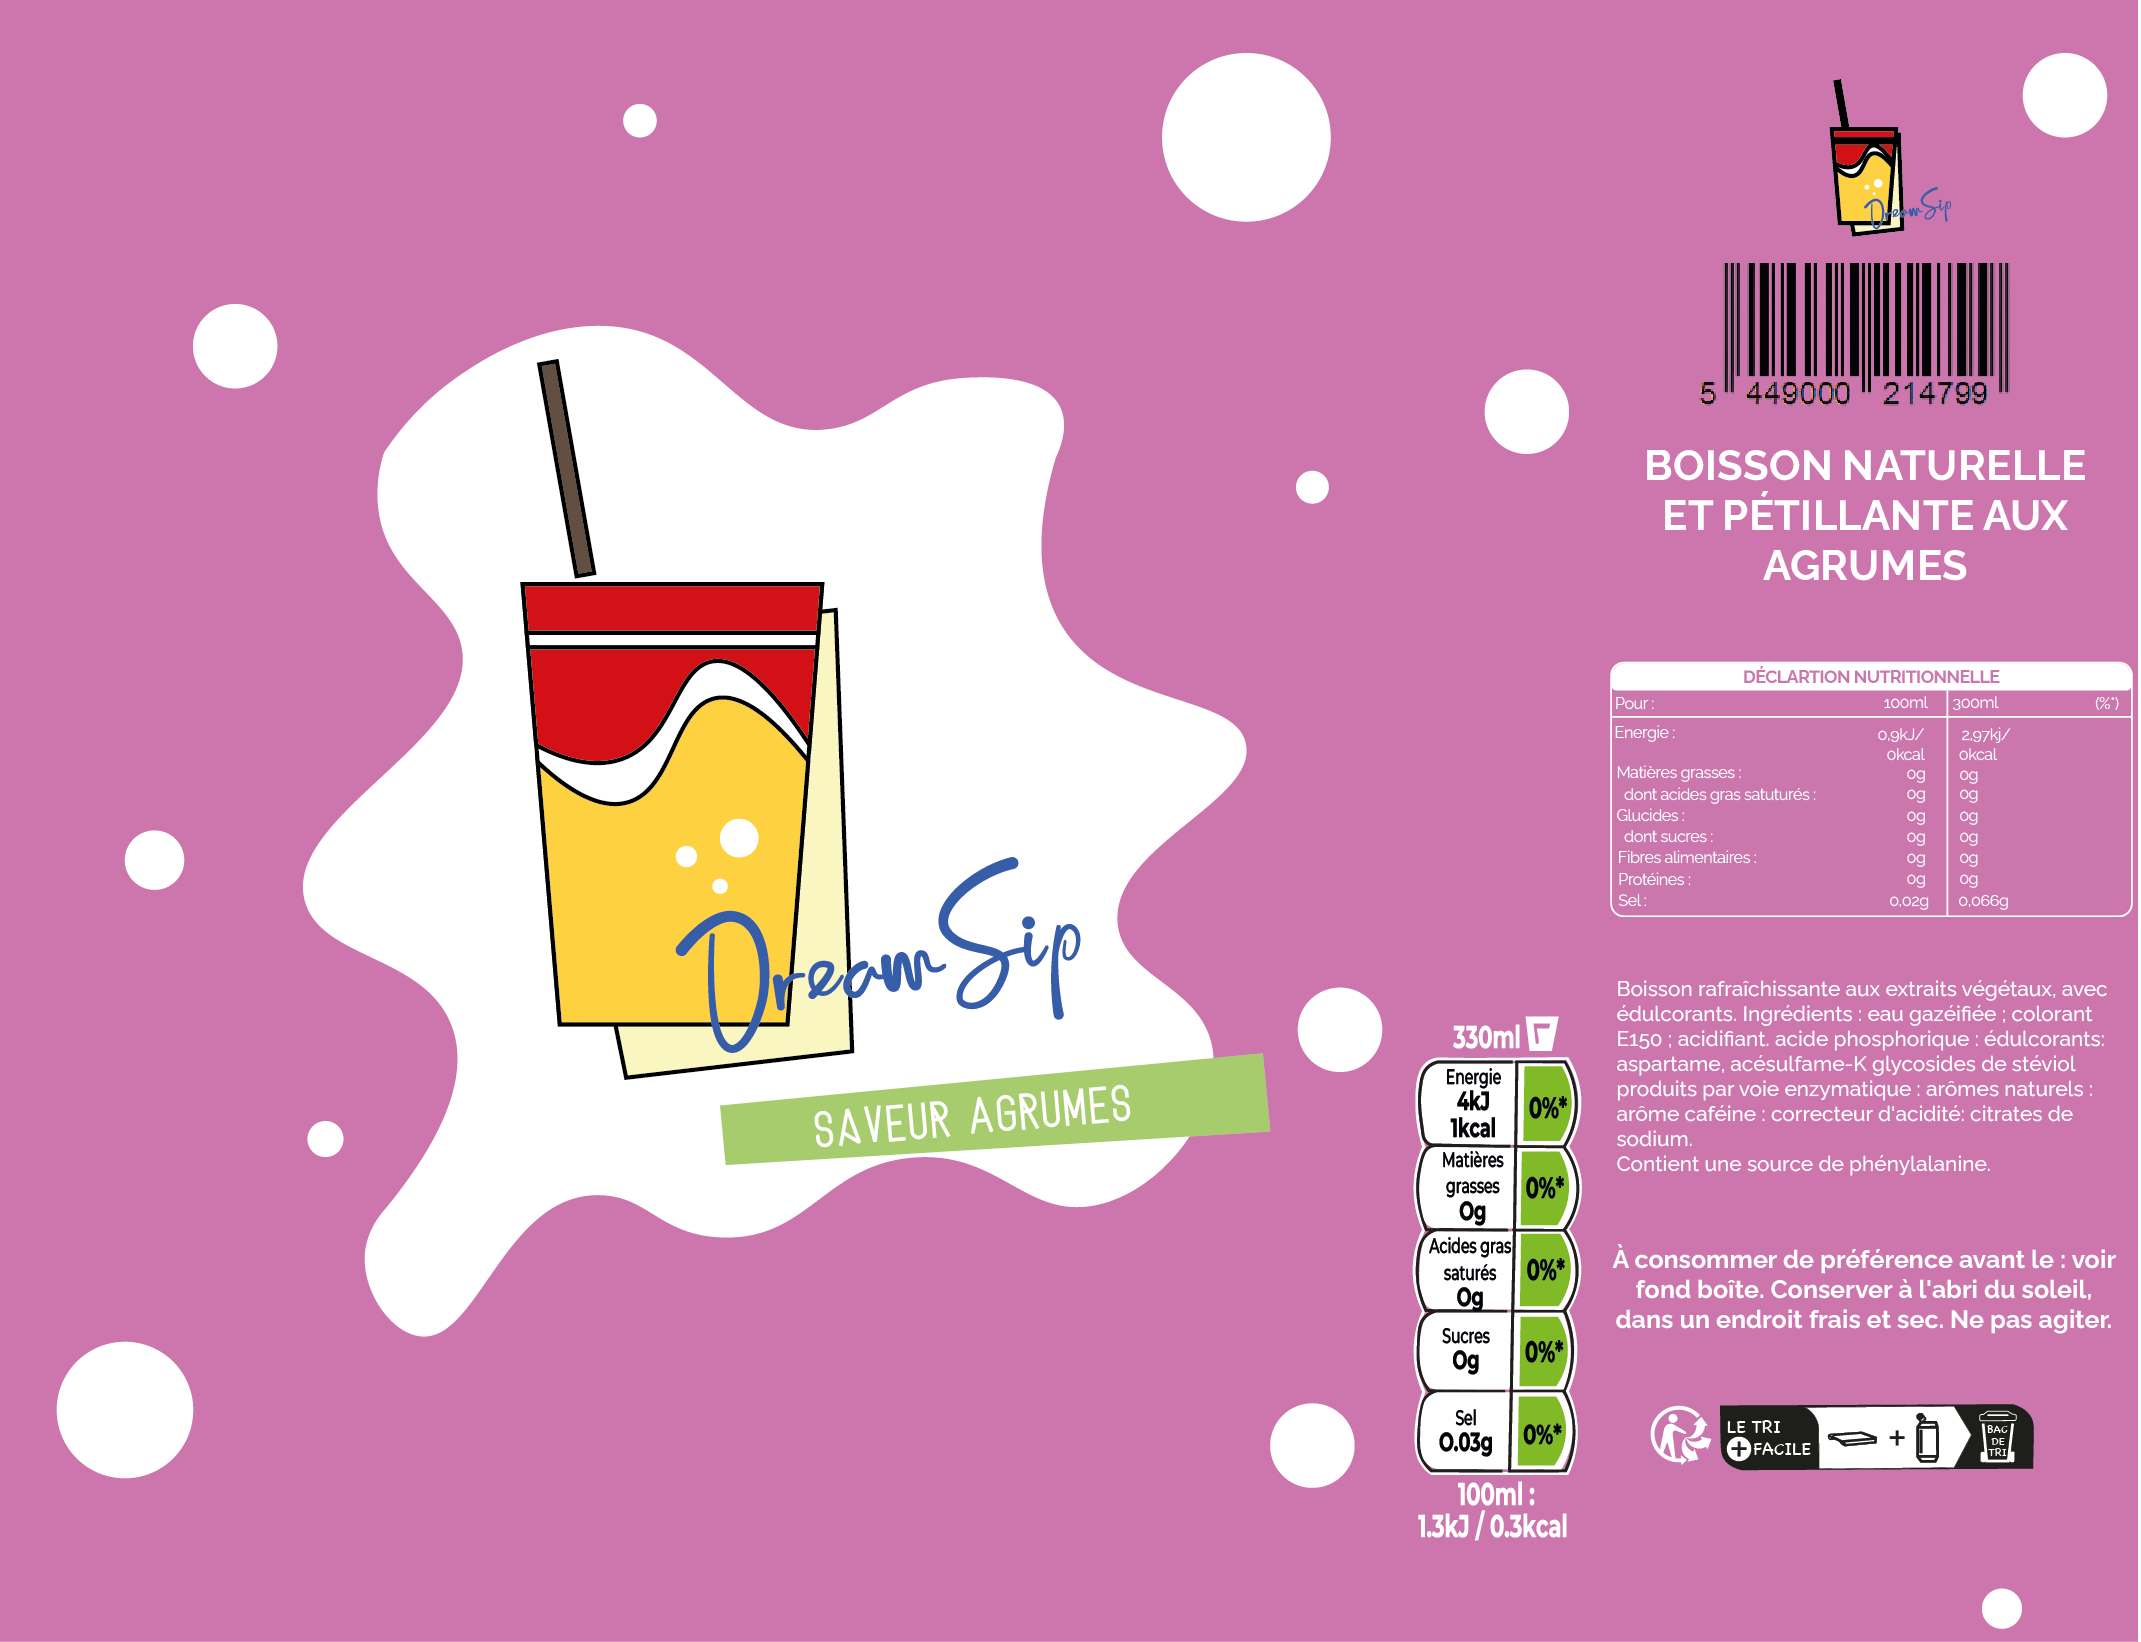 DreamSip
SAVEUR AGRUMES
DreamSip
5 449000 214799
BOISSON NATURELLE
ET PÉTILLANTE AUX
AGRUMES
DÉCLARTION NUTRITIONNELLE
Pour : 100ml 300ml (%*)
Energie : 0,9kJ/ 2,97kj/
0kcal 0kcal
Matières grasses : 0g 0g
dont acides gras satuturés : 0g 0g
Glucides : 0g 0g
dont sucres : 0g 0g
Fibres alimentaires : 0g 0g
Protéines : 0g 0g
Sel : 0,02g 0,066g
Boisson rafraîchissante aux extraits végétaux, avec
édulcorants. Ingrédients : eau gazéifiée ; colorant
E150 ; acidifiant. acide phosphorique : édulcorants:
aspartame, acésulfame-K glycosides de stéviol
produits par voie enzymatique : arômes naturels :
arôme caféine : correcteur d'acidité: citrates de
sodium.
Contient une source de phénylalanine.
À consommer de préférence avant le : voir
fond boîte. Conserver à l'abri du soleil,
dans un endroit frais et sec. Ne pas agiter.
LE TRI
+ FACILE
+
BAC
DE
TRI
330ml
Energie
4kJ
1kcal
0%*
Matières
grasses
0g
0%*
Acides gras
saturés
0g
0%*
Sucres
0g
0%*
Sel
0.03g
0%*
100ml :
1.3kJ / 0.3kcal